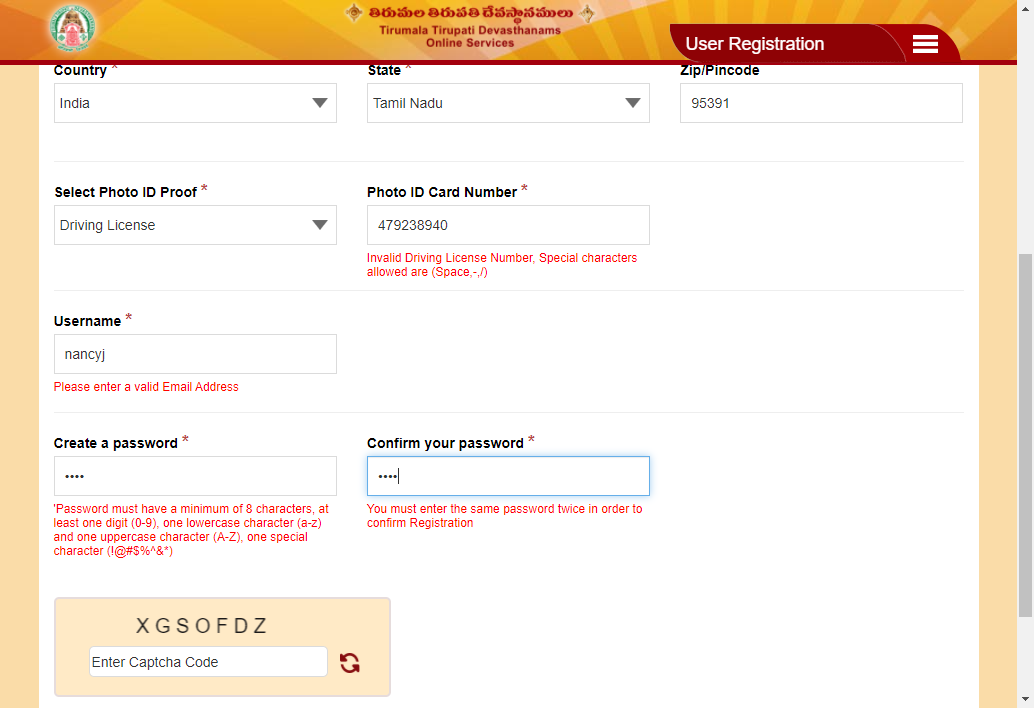 తిరుమల తిరుపతి దేవస్థానములు
Tirumala Tirupati Devasthanams
Online Services
User Registration
Country * State * Zip/Pincode
India Tamil Nadu 95391
Select Photo ID Proof * Photo ID Card Number *
Driving License 479238940
Invalid Driving License Number, Special characters
allowed are (Space,-,/)
Username *
nancyj
Please enter a valid Email Address
Create a password * Confirm your password *
•••• ••••
'Password must have a minimum of 8 characters, at
least one digit (0-9), one lowercase character (a-z)
and one uppercase character (A-Z), one special
character (!@#$%^&*)
You must enter the same password twice in order to
confirm Registration
XGSOFDZ
Enter Captcha Code